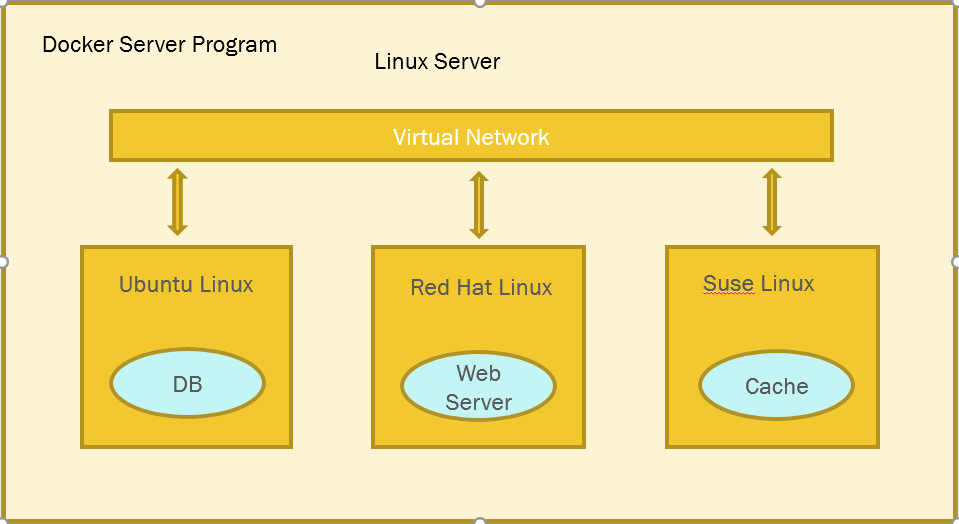 Docker Server Program
Linux Server
Virtual Network
Ubuntu Linux
Red Hat Linux
Suse Linux
DB
Web
Server
Cache